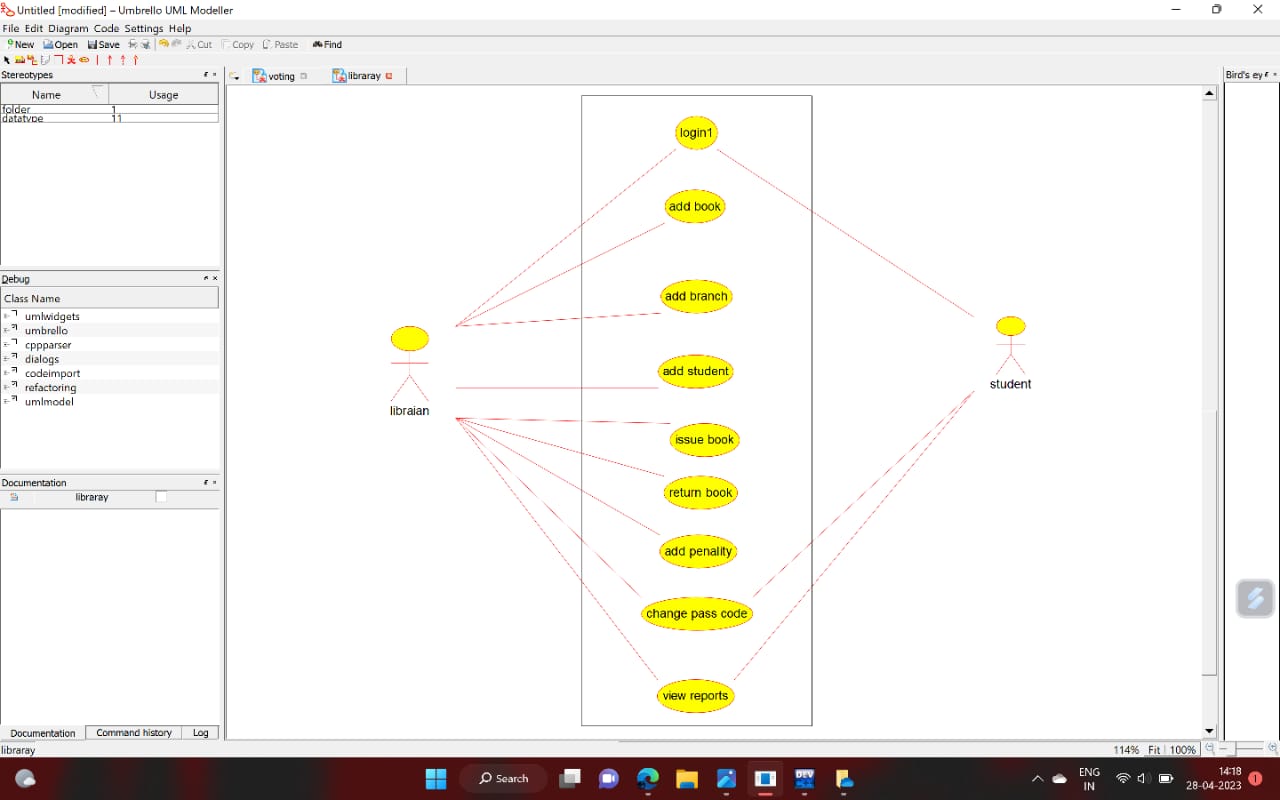 Untitled [modified] – Umbrello UML Modeller
File Edit Diagram Code Settings Help
New Open Save Cut Copy Paste Find
Stereotypes
voting libraray
Bird's ey
Name Usage
folder 1
datatype 11
login1
add book
add branch
add student
issue book
return book
add penality
change pass code
view reports
libraian
student
Debug
Class Name
umlwidgets
umbrello
cppparser
dialogs
codeimport
refactoring
umlmodel
Documentation
libraray
Documentation Command history Log
libraray
114% Fit 100%
Search
DEV
ENG
IN
14:18
28-04-2023
1